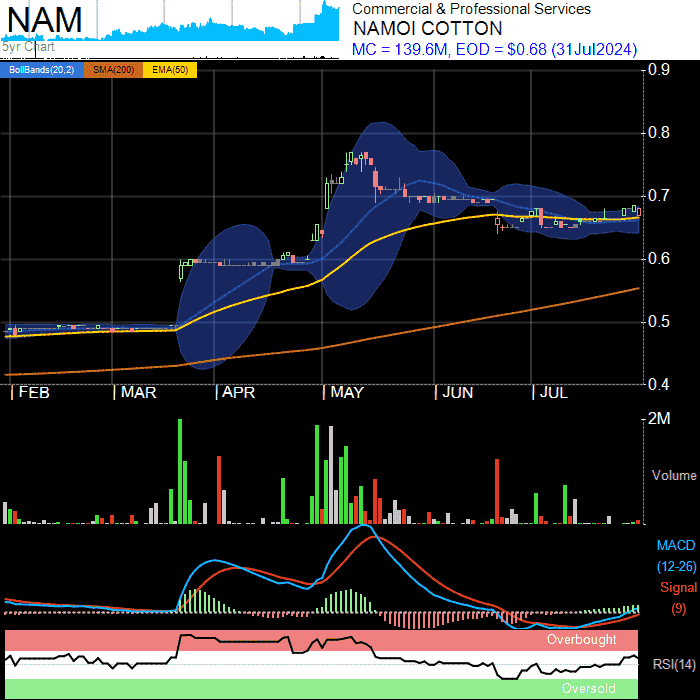 NAM
5yr Chart
Commercial & Professional Services
NAMOI COTTON
MC = 139.6M, EOD = $0.68 (31Jul2024)
BollBands(20,2) SMA(200) EMA(50)
0.9
0.8
0.7
0.6
0.5
0.4
FEB MAR APR MAY JUN JUL
2M
Volume
MACD
(12-26)
Signal
(9)
Overbought
RSI(14)
Oversold